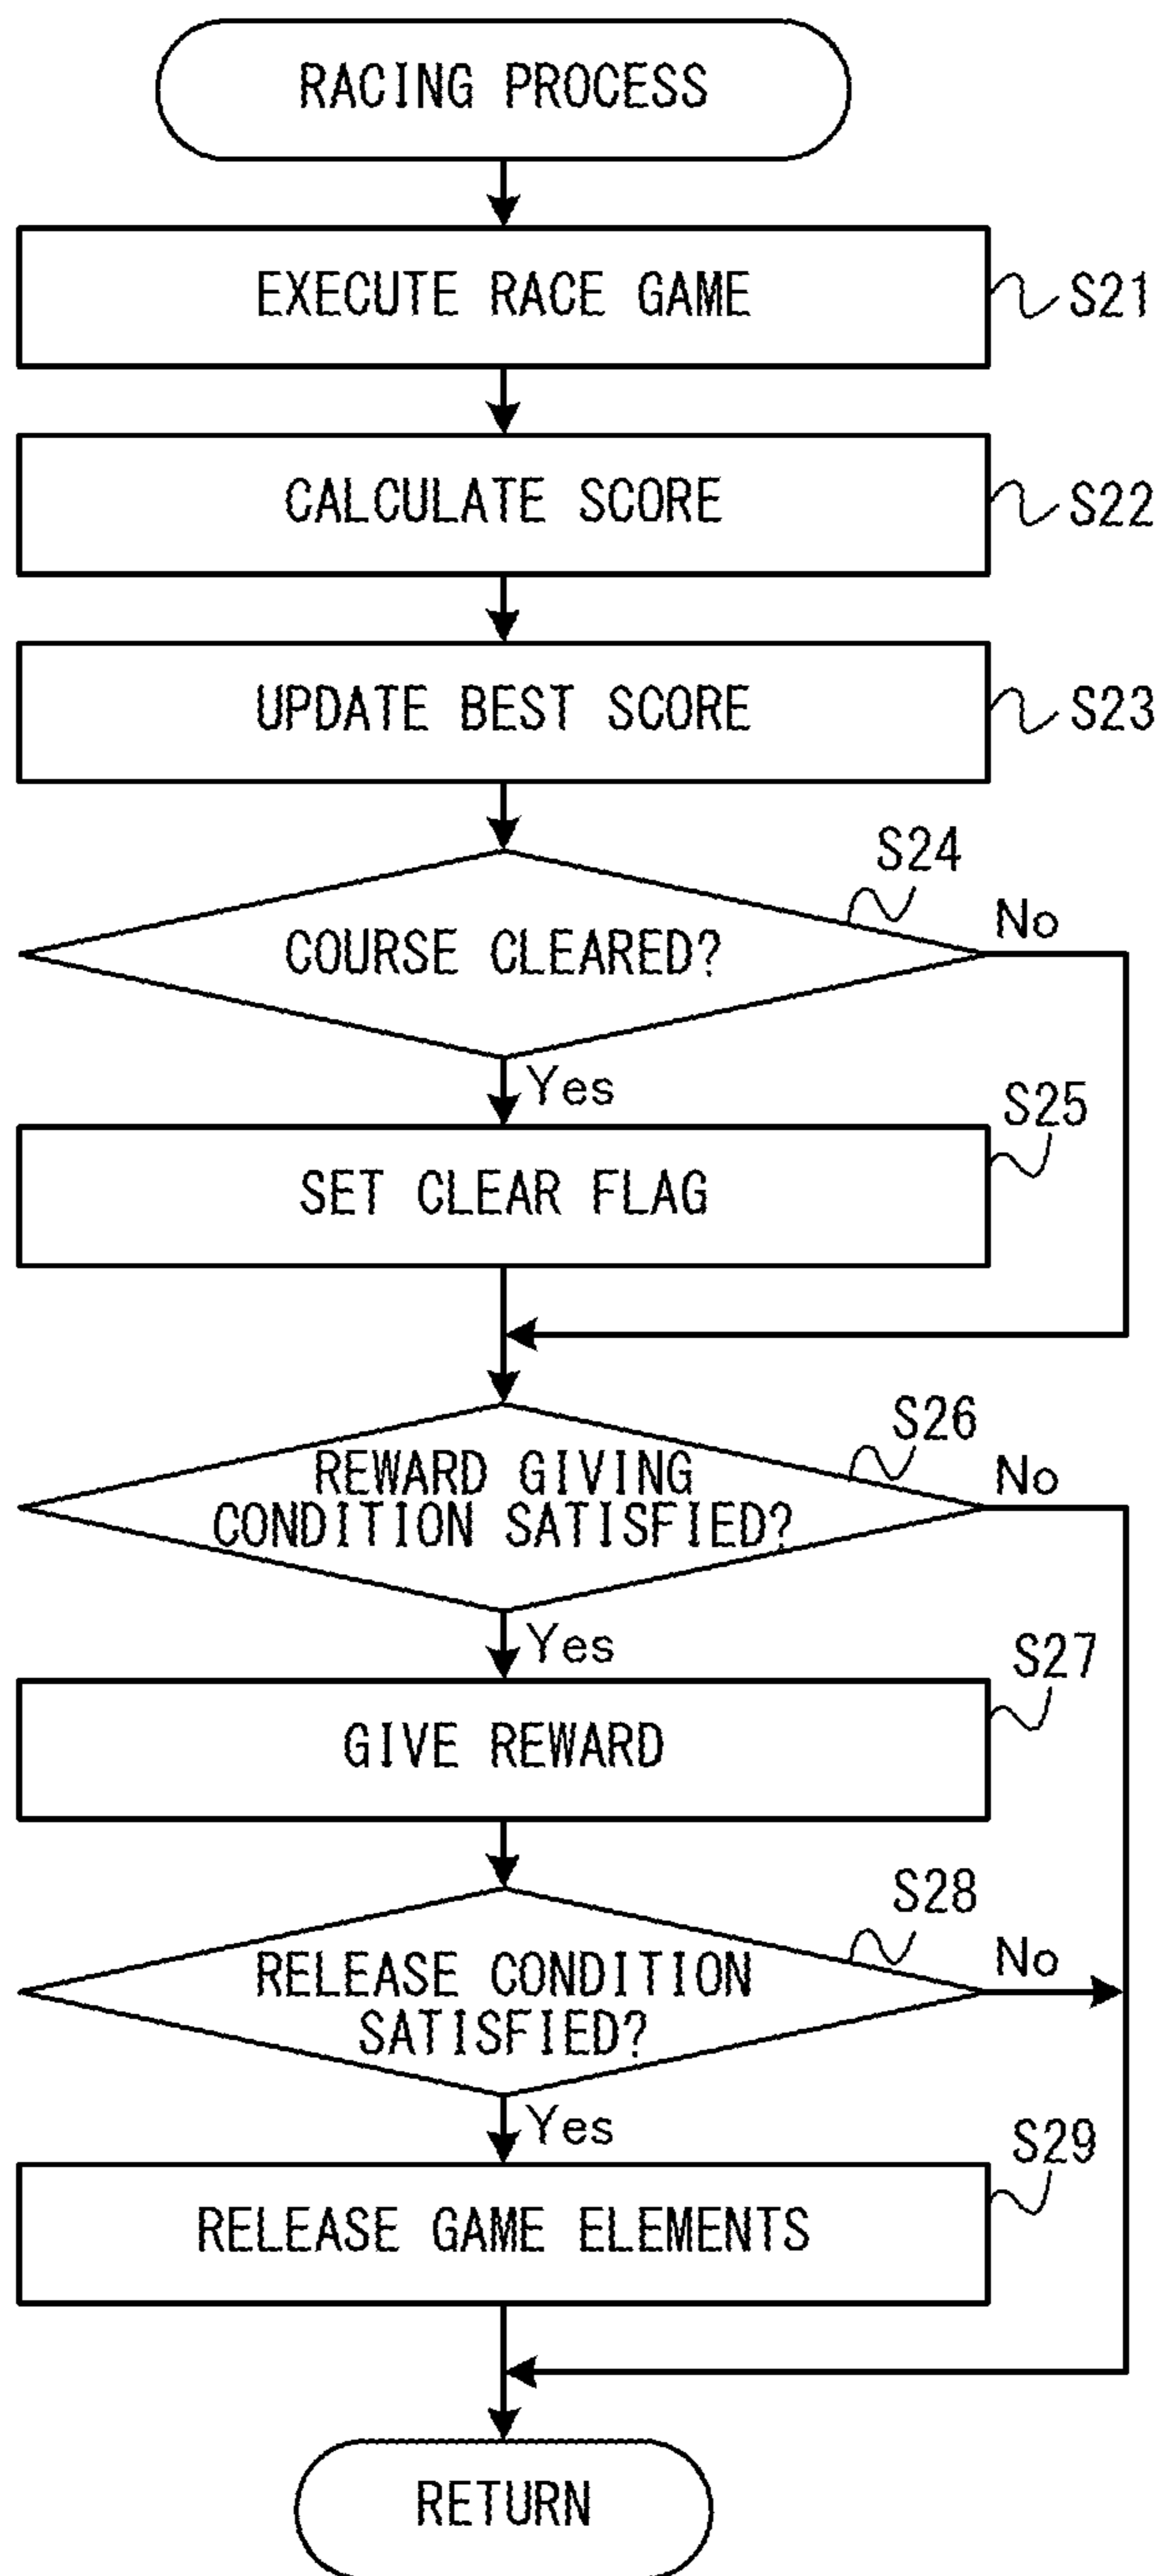 RACING PROCESS
EXECUTE RACE GAME
S21
CALCULATE SCORE
S22
UPDATE BEST SCORE
S23
S24
COURSE CLEARED?
No
Yes
S25
SET CLEAR FLAG
S26
REWARD GIVING
CONDITION SATISFIED?
No
Yes
S27
GIVE REWARD
S28
RELEASE CONDITION
SATISFIED?
No
Yes
S29
RELEASE GAME ELEMENTS
RETURN